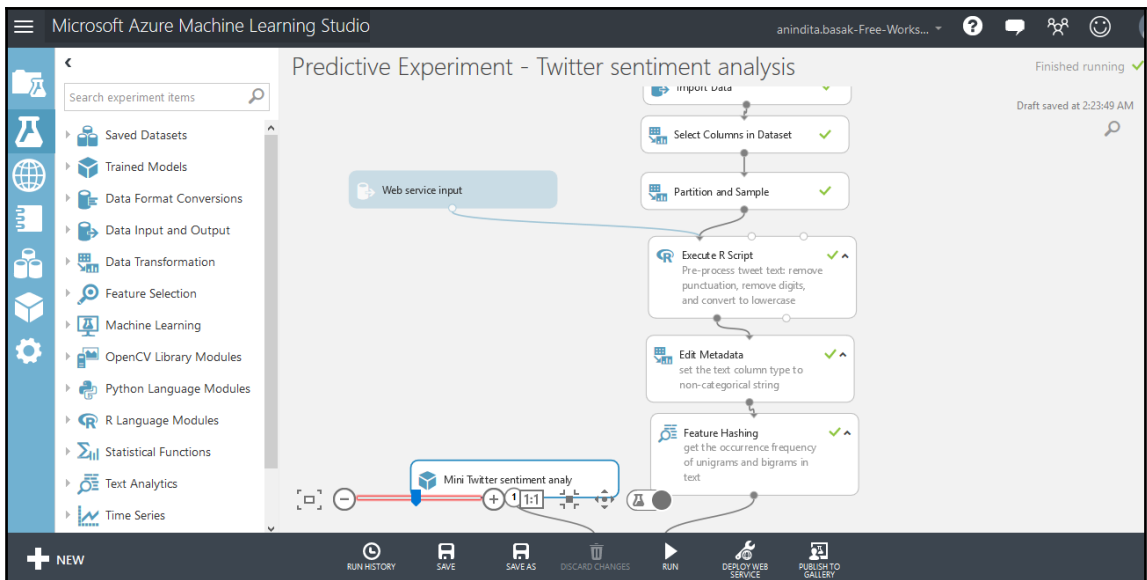 Microsoft Azure Machine Learning Studio
anindita.basak-Free-Works...
?
Search experiment items
Saved Datasets
Trained Models
Data Format Conversions
Data Input and Output
Data Transformation
Feature Selection
Machine Learning
OpenCV Library Modules
Python Language Modules
R Language Modules
Statistical Functions
Text Analytics
Time Series
Predictive Experiment - Twitter sentiment analysis
Finished running
Draft saved at 2:23:49 AM
Import Data
Select Columns in Dataset
Web service input
Partition and Sample
Execute R Script
Pre-process tweet text: remove
punctuation, remove digits,
and convert to lowercase
Edit Metadata
set the text column type to
non-categorical string
Feature Hashing
get the occurrence frequency
of unigrams and bigrams in
text
Mini Twitter sentiment analy
1
1:1
NEW
RUN HISTORY
SAVE
SAVE AS
DISCARD CHANGES
RUN
DEPLOY WEB
SERVICE
PUBLISH TO
GALLERY